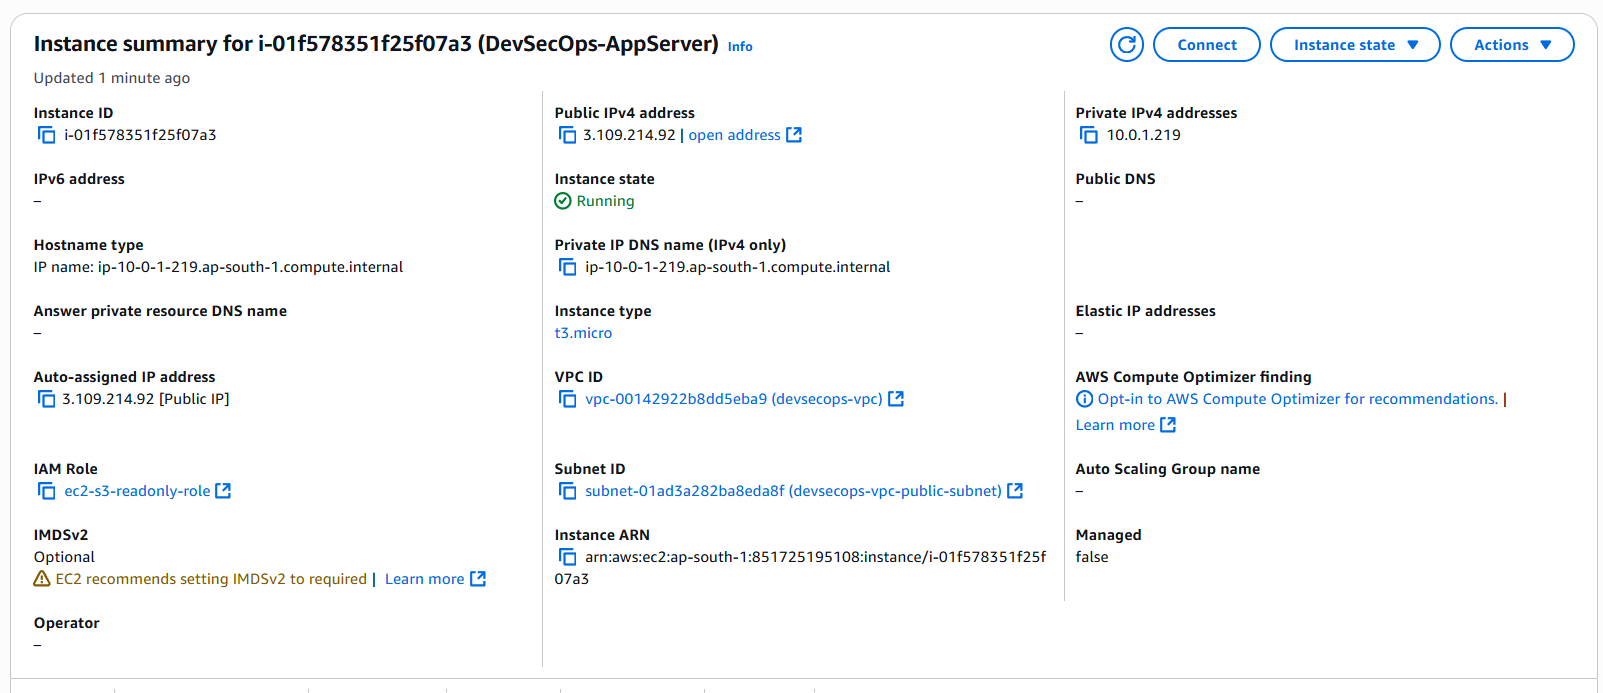 Instance summary for i-01f578351f25f07a3 (DevSecOps-AppServer) Info
Connect
Instance state
Actions
Updated 1 minute ago
Instance ID
i-01f578351f25f07a3
Public IPv4 address
3.109.214.92 | open address
Private IPv4 addresses
10.0.1.219
IPv6 address
–
Instance state
Running
Public DNS
–
Hostname type
IP name: ip-10-0-1-219.ap-south-1.compute.internal
Private IP DNS name (IPv4 only)
ip-10-0-1-219.ap-south-1.compute.internal
Answer private resource DNS name
–
Instance type
t3.micro
Elastic IP addresses
–
Auto-assigned IP address
3.109.214.92 [Public IP]
VPC ID
vpc-00142922b8dd5eba9 (devsecops-vpc)
AWS Compute Optimizer finding
Opt-in to AWS Compute Optimizer for recommendations. |
Learn more
IAM Role
ec2-s3-readonly-role
Subnet ID
subnet-01ad3a282ba8eda8f (devsecops-vpc-public-subnet)
Auto Scaling Group name
–
IMDSv2
Optional
EC2 recommends setting IMDSv2 to required | Learn more
Instance ARN
arn:aws:ec2:ap-south-1:851725195108:instance/i-01f578351f25f
07a3
Managed
false
Operator
–